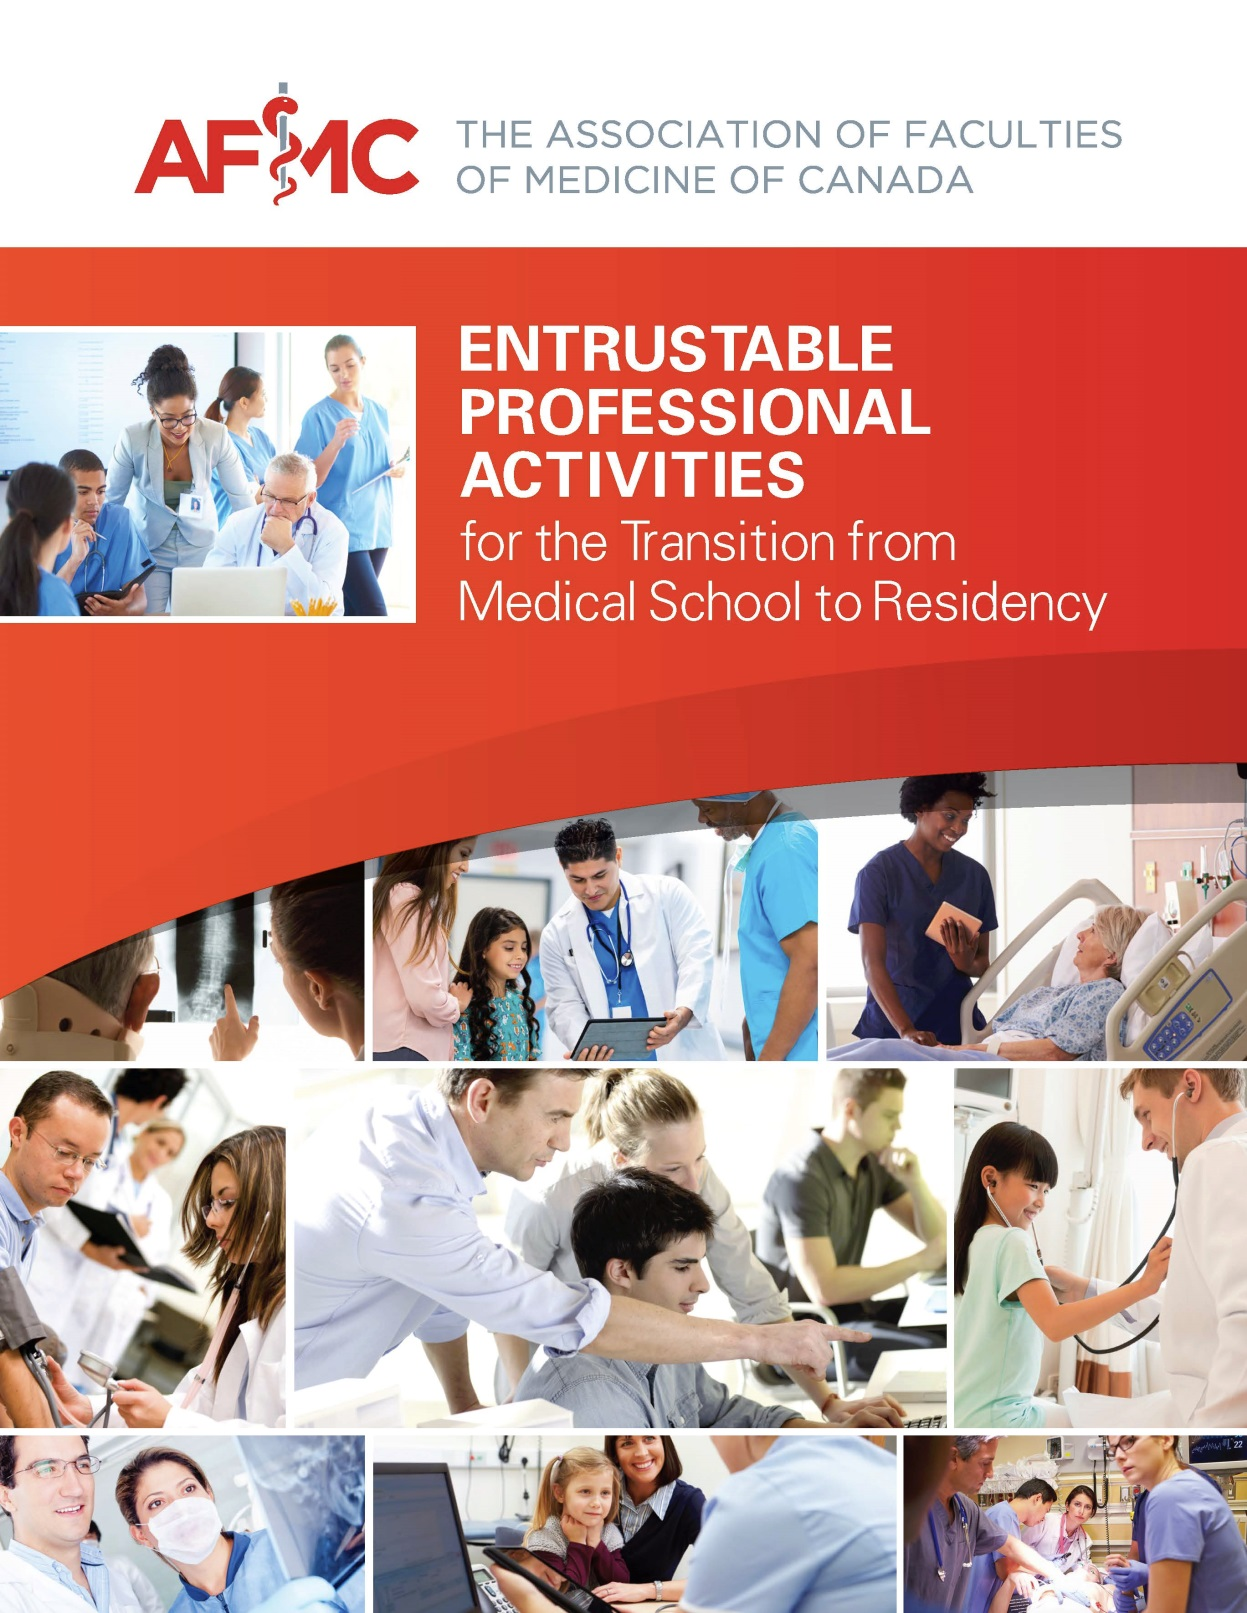 AFMC
THE ASSOCIATION OF FACULTIES
OF MEDICINE OF CANADA
ENTRUSTABLE
PROFESSIONAL
ACTIVITIES
for the Transition from
Medical School to Residency
22